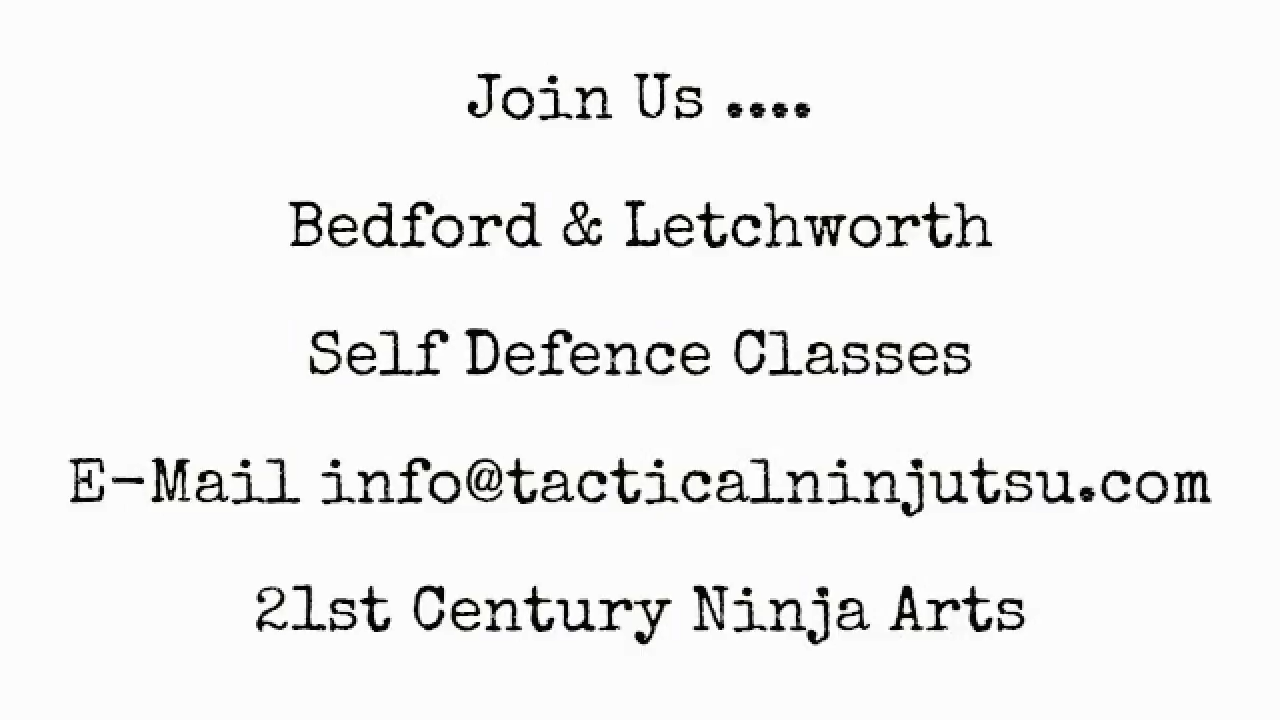 Join Us ....
Bedford & Letchworth
Self Defence Classes
E-Mail info@tacticalninjutsu.com
21st Century Ninja Arts